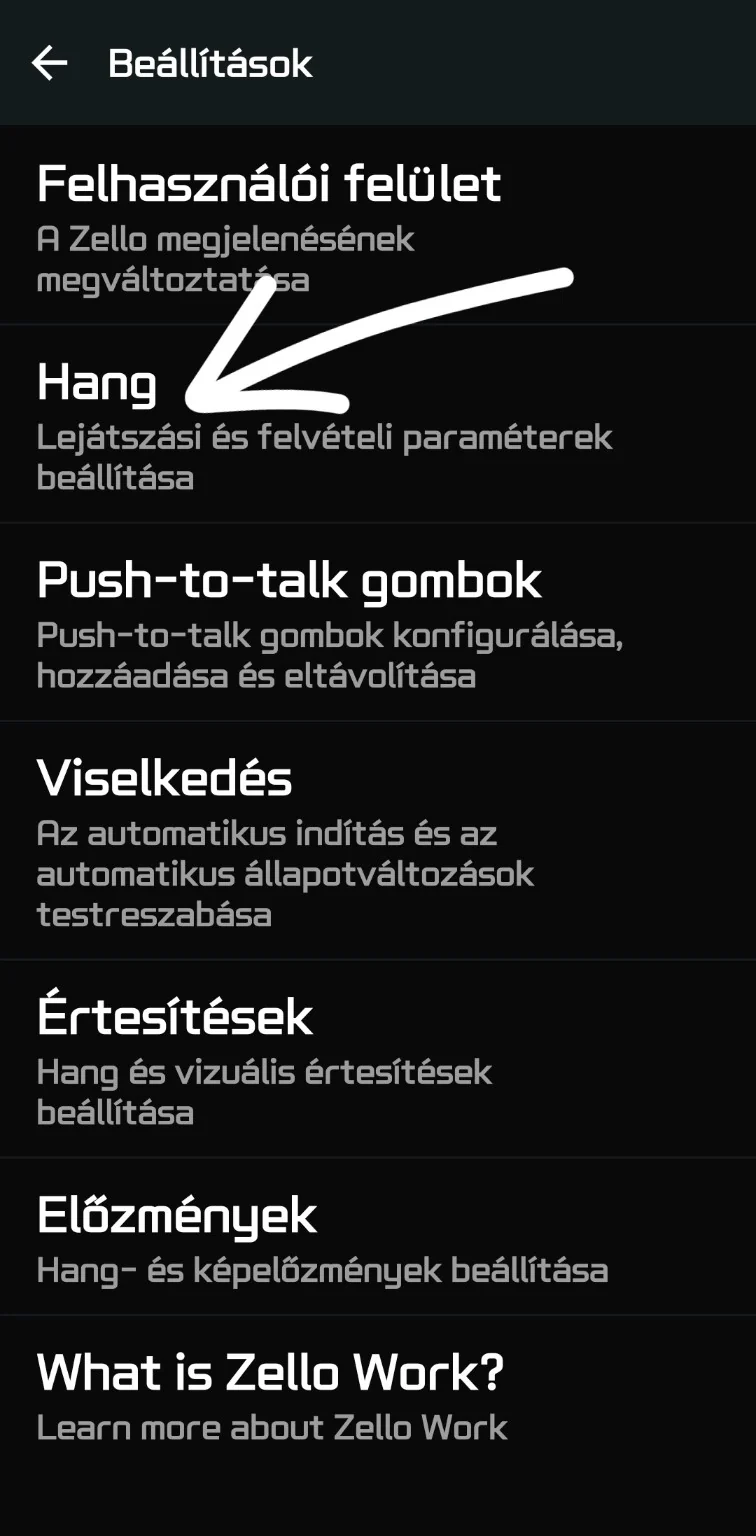 Beállítások
Felhasználói felület
A Zello megjelenésének
megváltoztatása
Hang
Lejátszási és felvételi paraméterek
beállítása
Push-to-talk gombok
Push-to-talk gombok konfigurálása,
hozzáadása és eltávolítása
Viselkedés
Az automatikus indítás és az
automatikus állapotváltozások
testreszabása
Értesítések
Hang és vizuális értesítések
beállítása
Előzmények
Hang- és képelőzmények beállítása
What is Zello Work?
Learn more about Zello Work